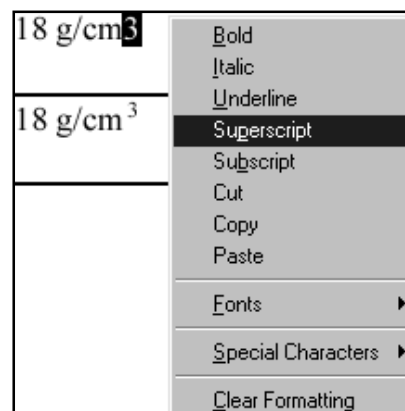 18 g/cm3
18 g/cm³
Bold
Italic
Underline
Superscript
Subscript
Cut
Copy
Paste
Fonts
Special Characters
Clear Formatting